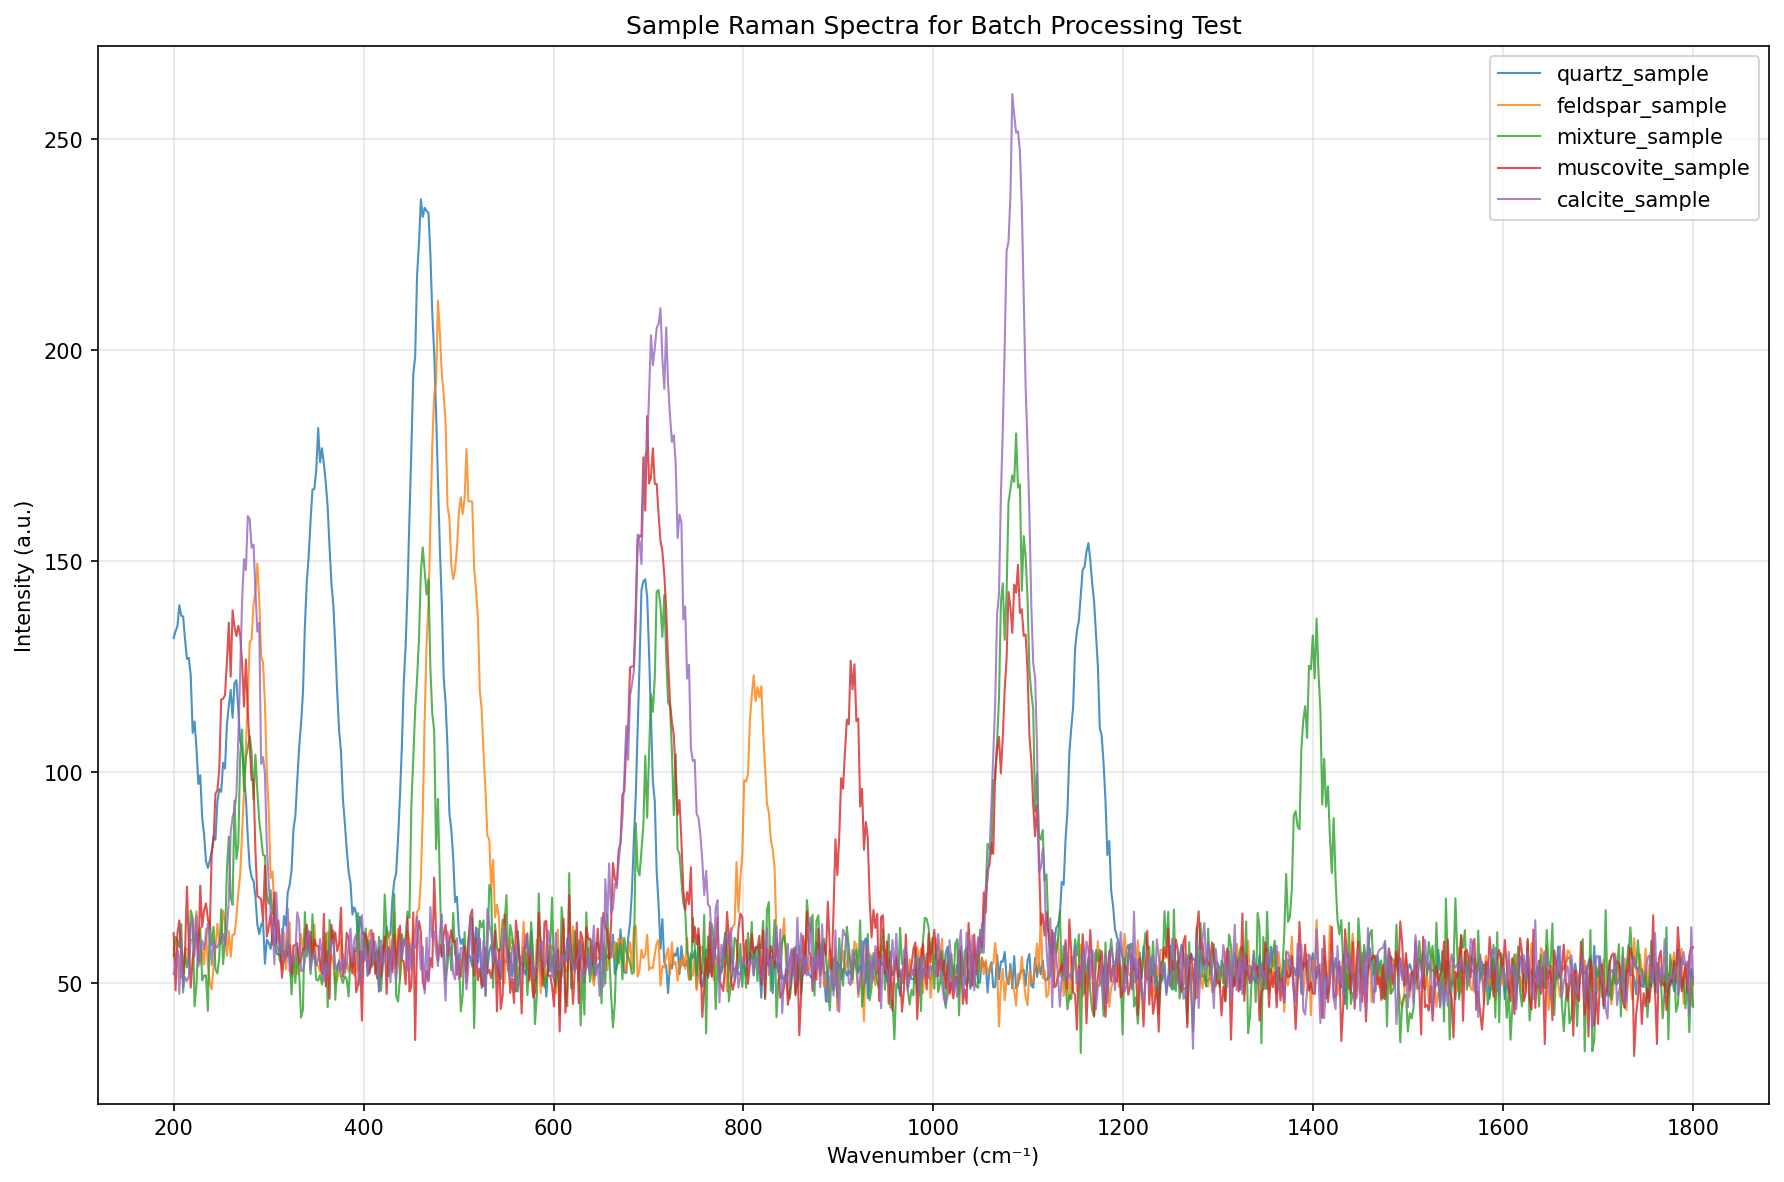 Sample Raman Spectra for Batch Processing Test
quartz_sample
feldspar_sample
mixture_sample
muscovite_sample
calcite_sample
250
200
150
100
50
Intensity (a.u.)
200 400 600 800 1000 1200 1400 1600 1800
Wavenumber (cm⁻¹)